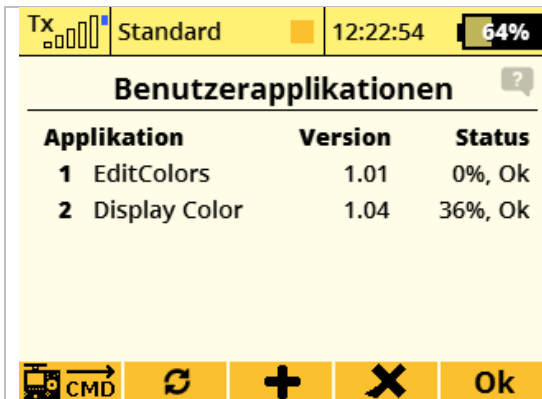 Tx Standard 12:22:54 64%
Benutzerapplikationen ?
Applikation Version Status
1 EditColors 1.01 0%, Ok
2 Display Color 1.04 36%, Ok
CMD Ok